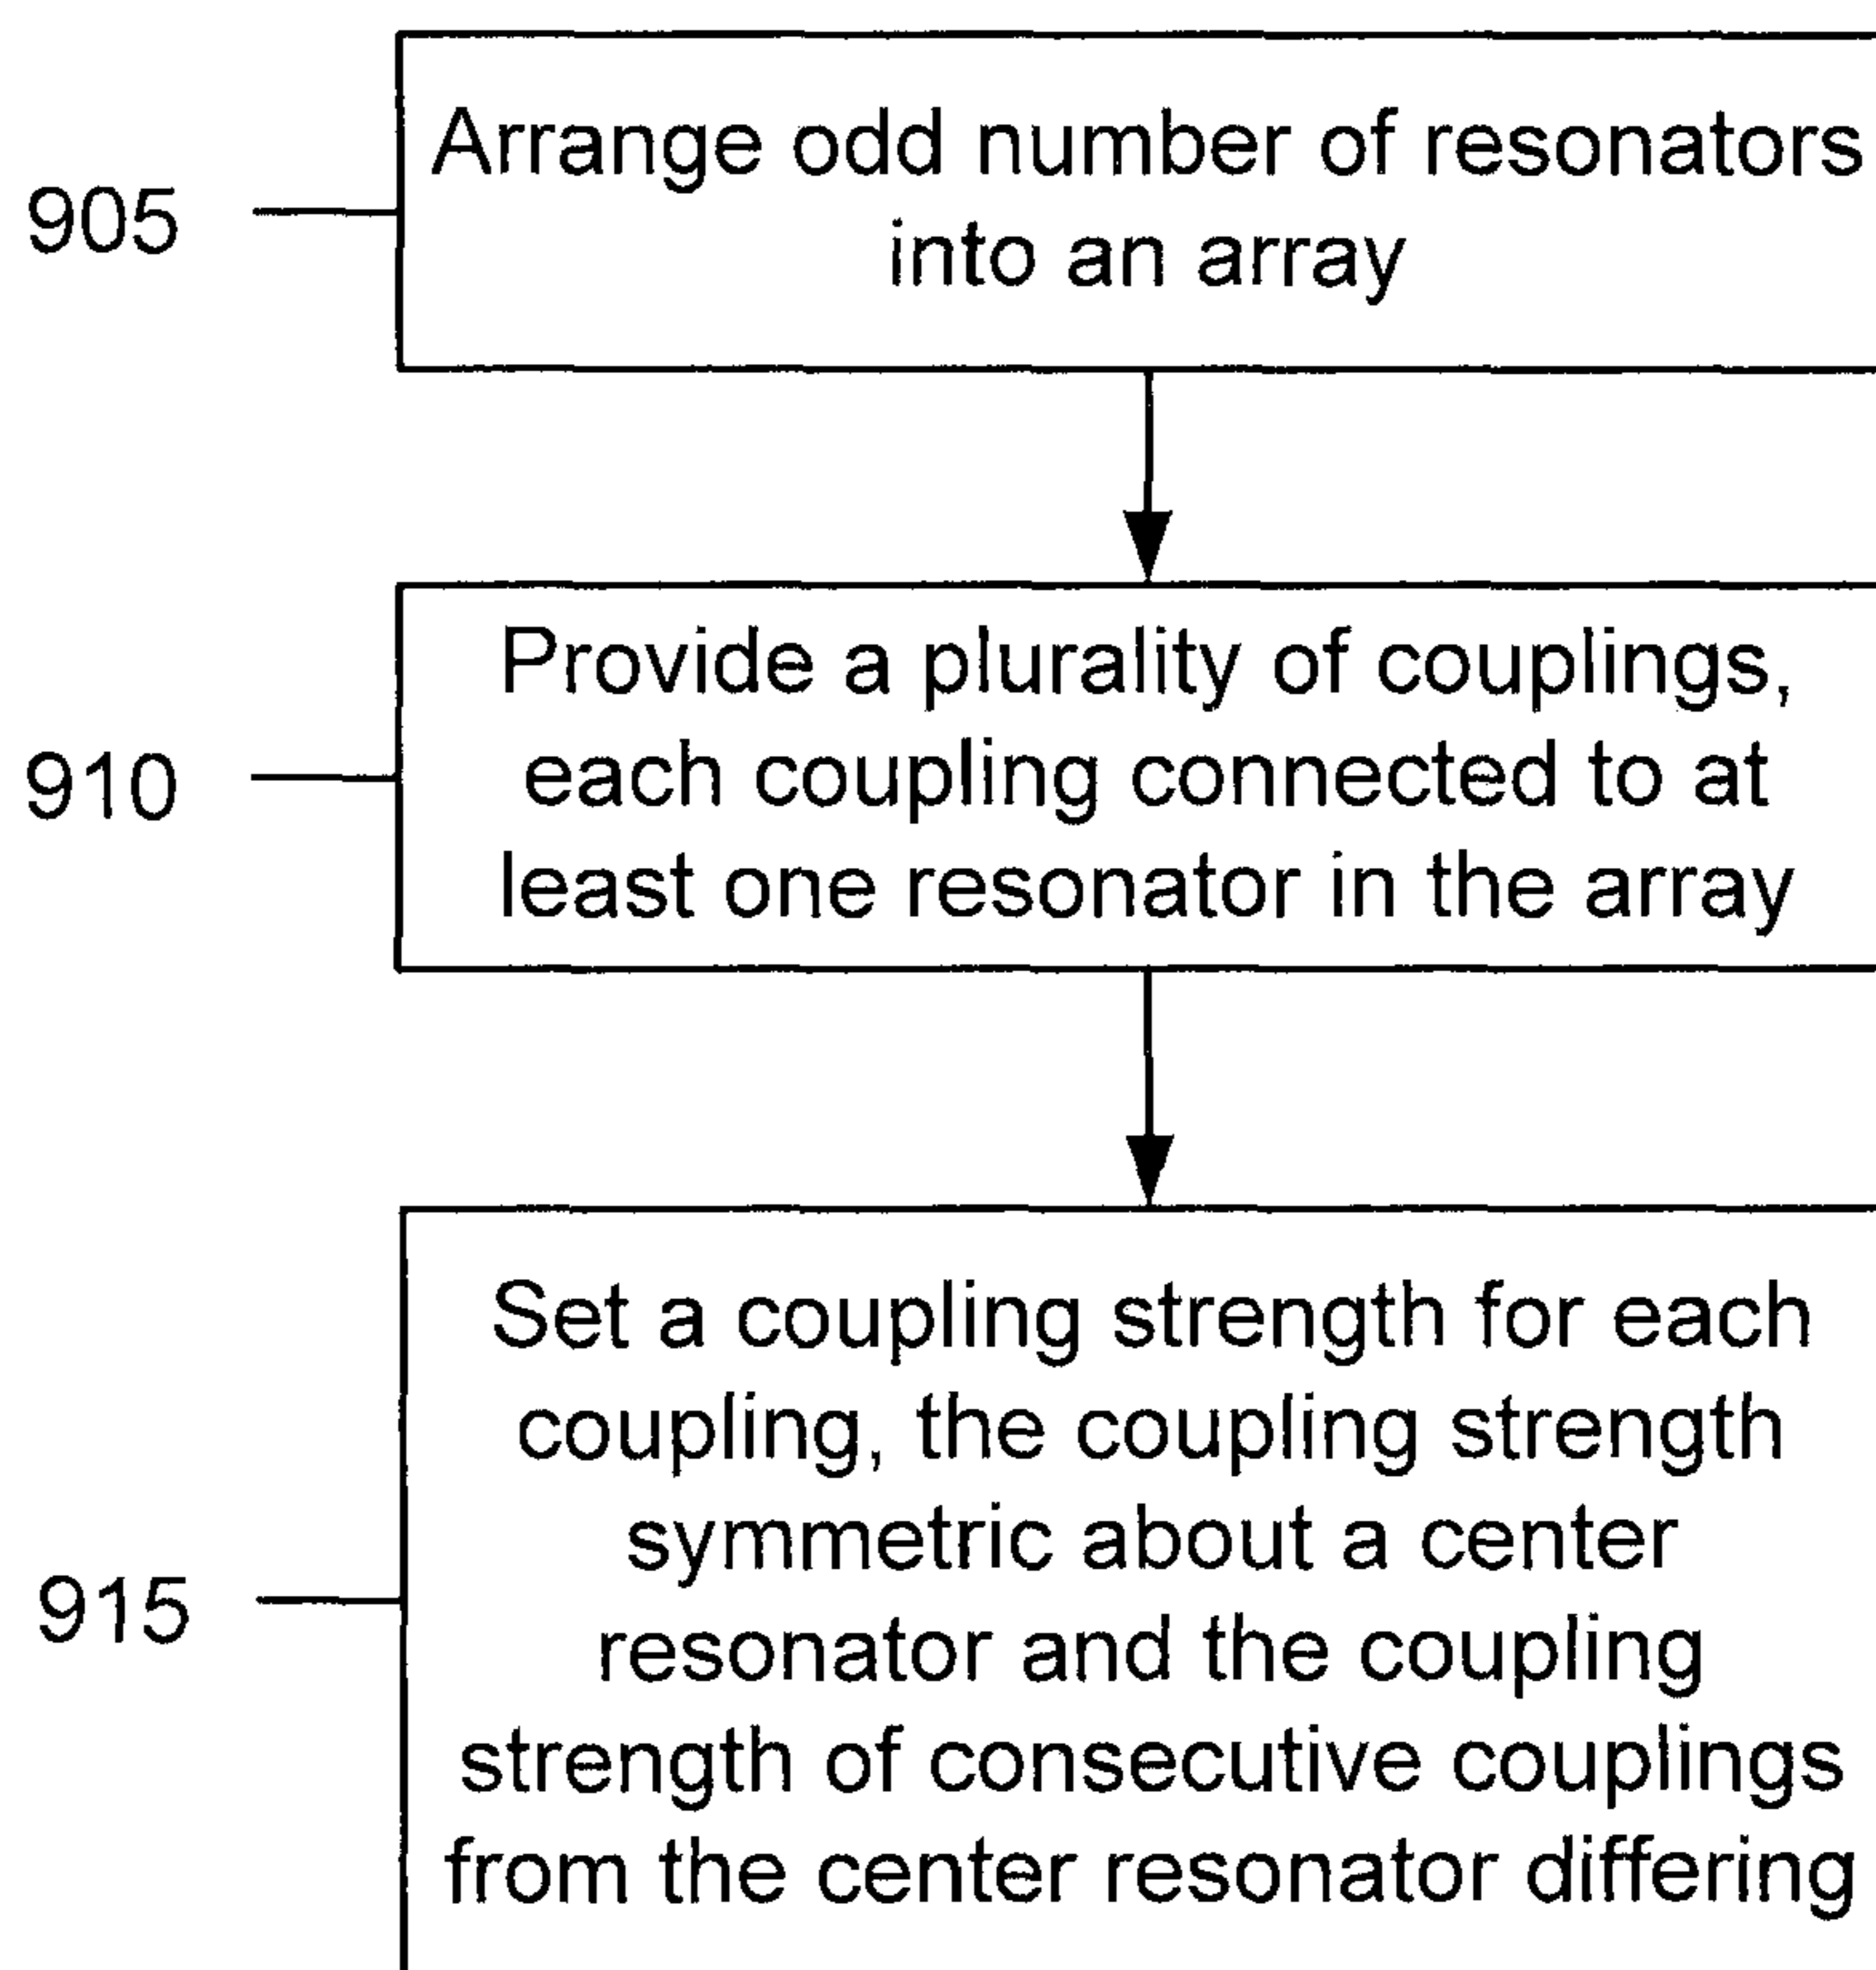 905
Arrange odd number of resonators
into an array
910
Provide a plurality of couplings,
each coupling connected to at
least one resonator in the array
915
Set a coupling strength for each
coupling, the coupling strength
symmetric about a center
resonator and the coupling
strength of consecutive couplings
from the center resonator differing